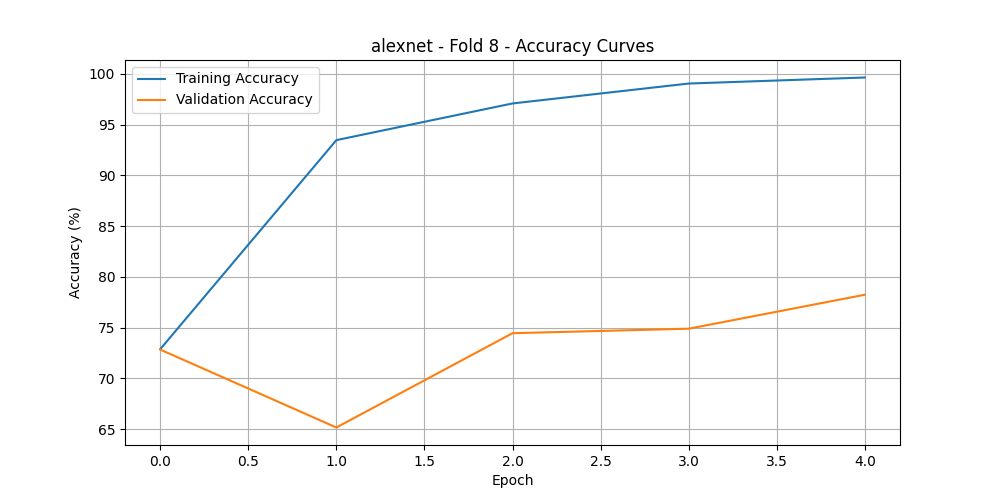 alexnet - Fold 8 - Accuracy Curves
Training Accuracy
Validation Accuracy
Accuracy (%)
100
95
90
85
80
75
70
65
0.0 0.5 1.0 1.5 2.0 2.5 3.0 3.5 4.0
Epoch